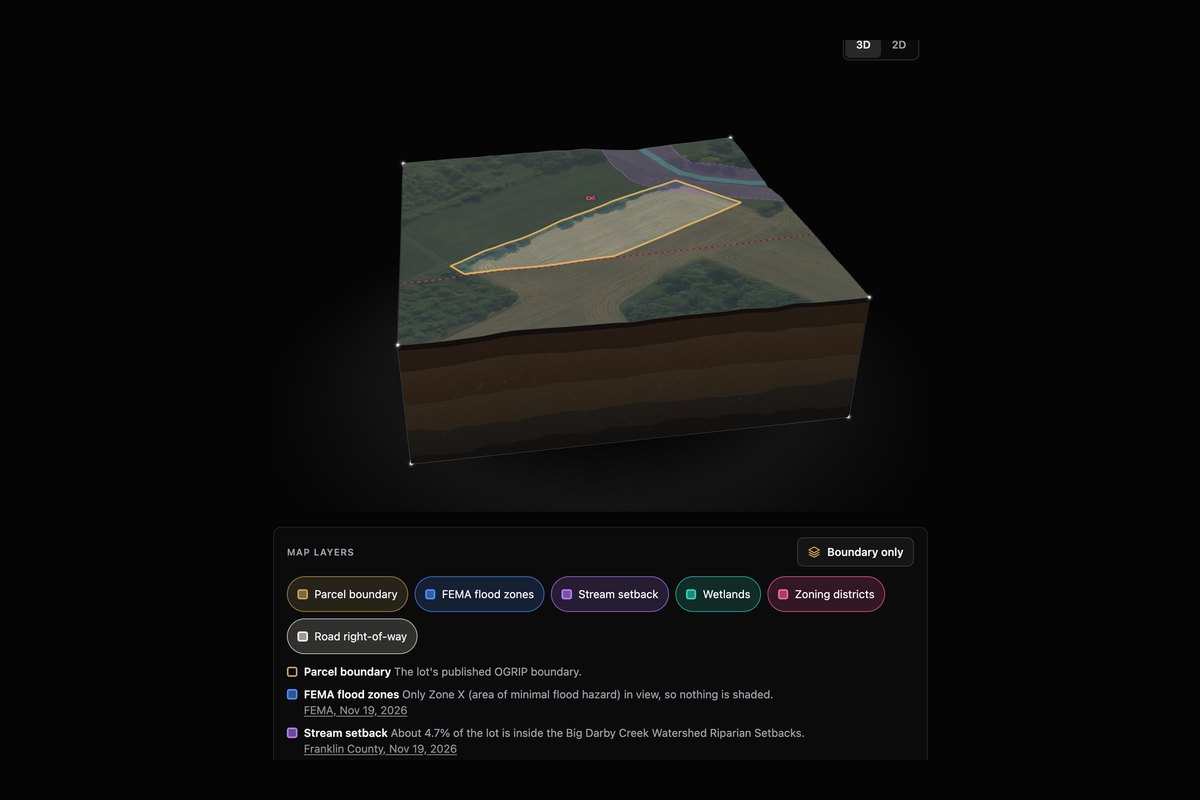 3D 2D
R
MAP LAYERS
Boundary only
Parcel boundary FEMA flood zones Stream setback Wetlands Zoning districts
Road right-of-way
Parcel boundary The lot's published OGRIP boundary.
FEMA flood zones Only Zone X (area of minimal flood hazard) in view, so nothing is shaded.
FEMA, Nov 19, 2026
Stream setback About 4.7% of the lot is inside the Big Darby Creek Watershed Riparian Setbacks.
Franklin County, Nov 19, 2026